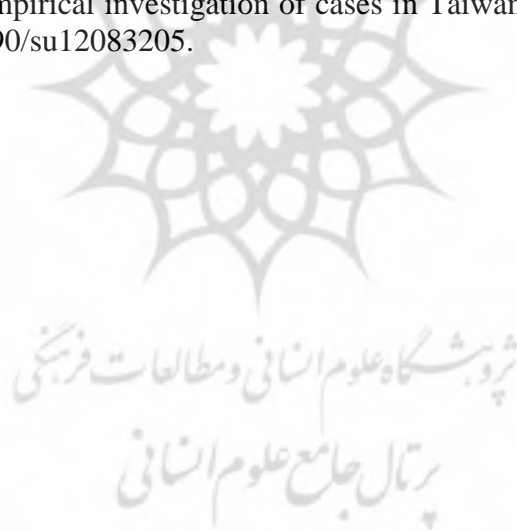 mpirical investigation of cases in Taiwan
90/su12083205.
پژوهشگاه علوم انسانی و مطالعات فرهنگی
پرتال جامع علوم انسانی